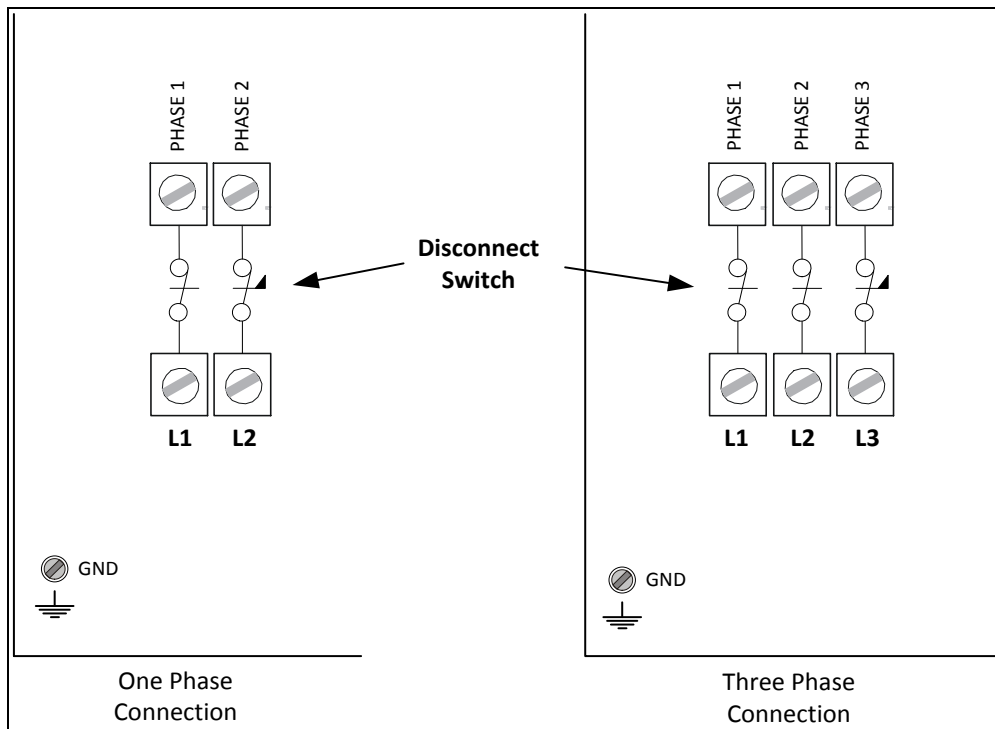 PHASE 1
PHASE 2
L1
L2
GND
One Phase
Connection
Disconnect
Switch
PHASE 1
PHASE 2
PHASE 3
L1
L2
L3
GND
Three Phase
Connection